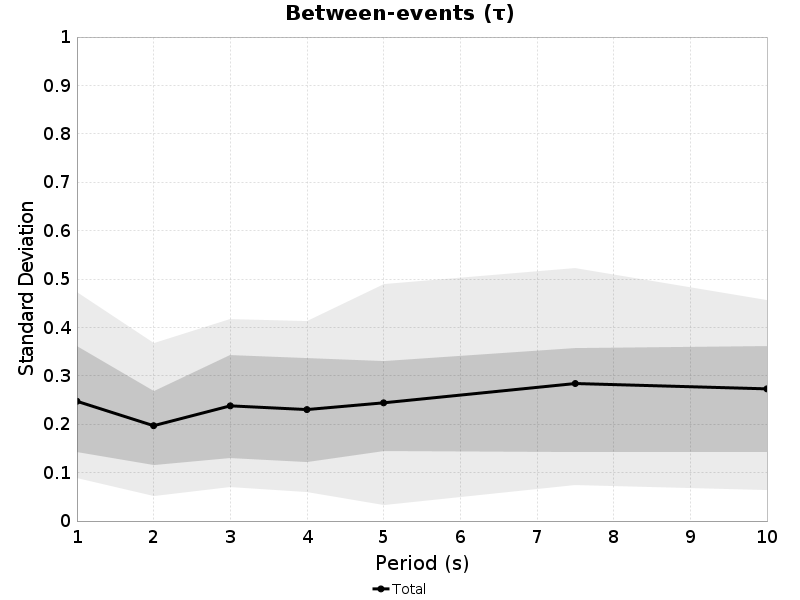 Between-events (τ)
1
0.9
0.8
0.7
0.6
0.5
0.4
0.3
0.2
0.1
0
Standard Deviation
1 2 3 4 5 6 7 8 9 10
Period (s)
Total